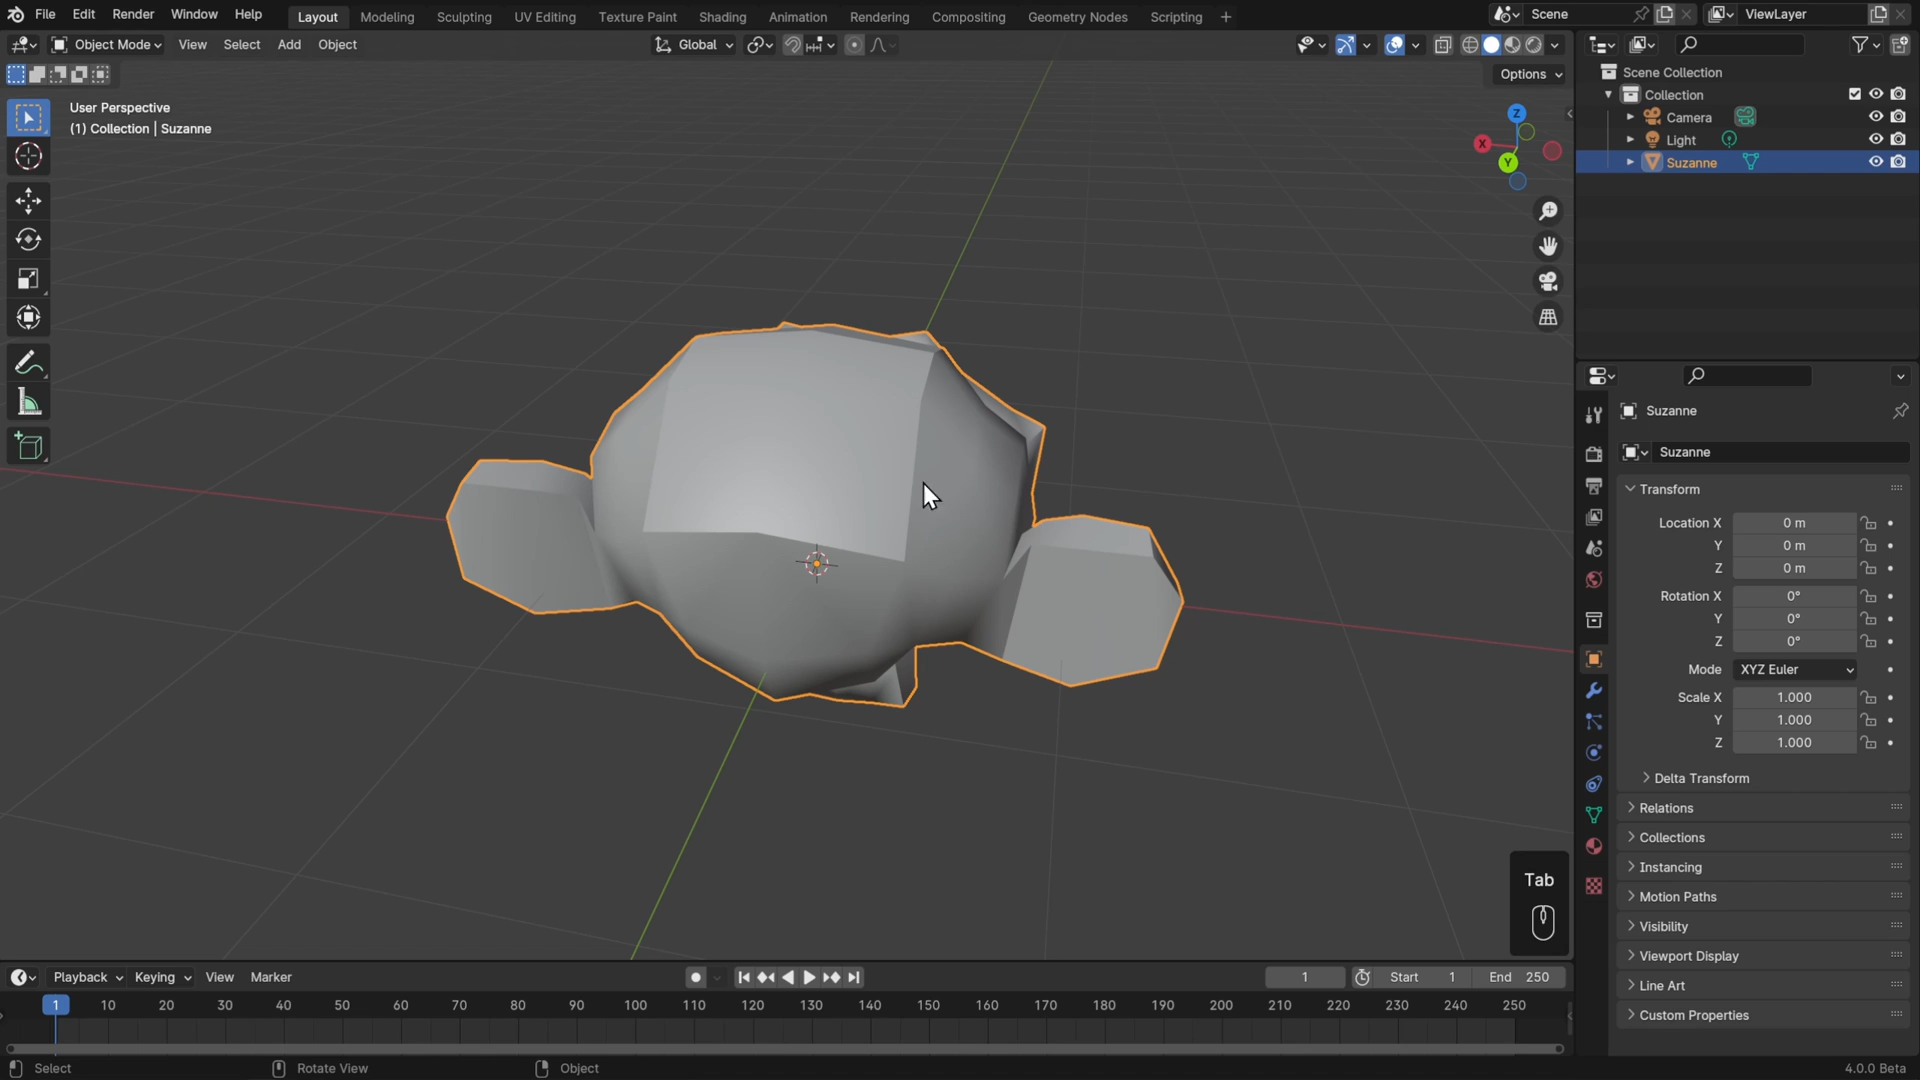 File Edit Render Window Help Layout Modeling Sculpting UV Editing Texture Paint Shading Animation Rendering Compositing Geometry Nodes Scripting + Scene ViewLayer
Object Mode View Select Add Object Global
Options
User Perspective
(1) Collection | Suzanne
Z
X
Y
Scene Collection
Collection
Camera
Light
Suzanne
Suzanne
Suzanne
Transform
Location X 0 m
Y 0 m
Z 0 m
Rotation X 0°
Y 0°
Z 0°
Mode XYZ Euler
Scale X 1.000
Y 1.000
Z 1.000
Delta Transform
Relations
Collections
Instancing
Motion Paths
Visibility
Viewport Display
Line Art
Custom Properties
Tab
Playback Keying View Marker 1 Start 1 End 250
1 10 20 30 40 50 60 70 80 90 100 110 120 130 140 150 160 170 180 190 200 210 220 230 240 250
Select Rotate View Object 4.0.0 Beta